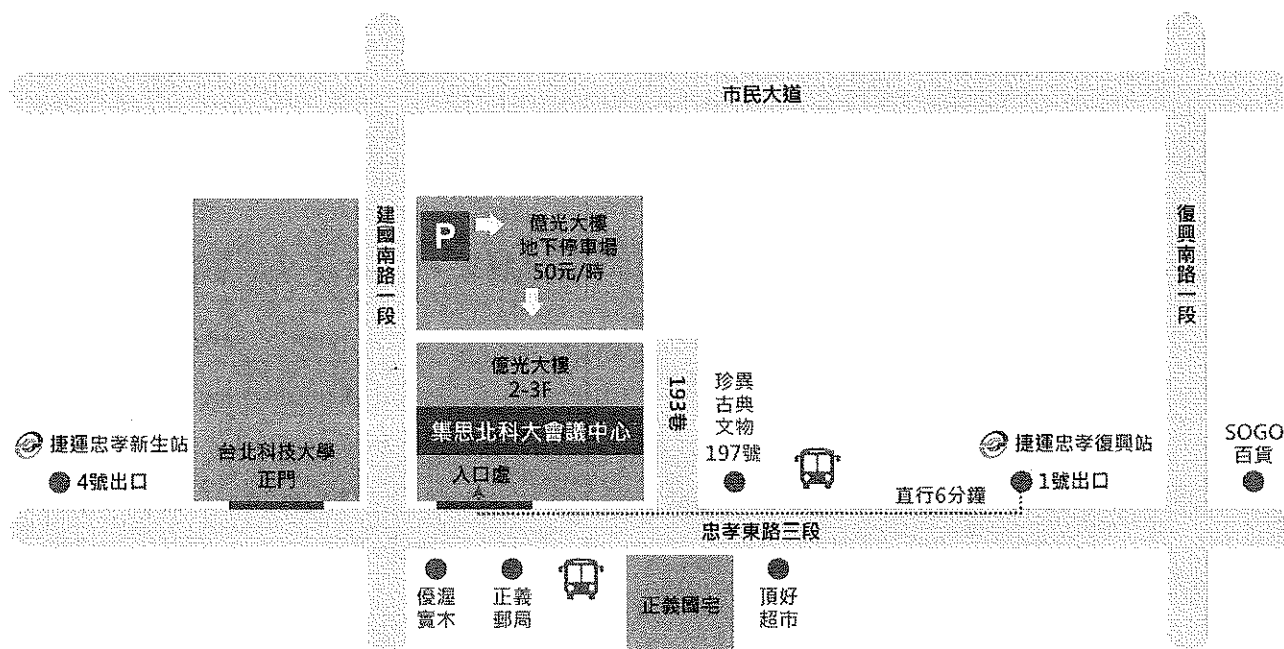 市民大道
建國南路一段
P
億光大樓
地下停車場
50元/時
復興南路一段
億光大樓
2-3F
集思北科大會議中心
入口處
193巷
珍異
古典
文物
197號
捷運忠孝新生站
4號出口
台北科技大學
正門
捷運忠孝復興站
1號出口
直行6分鐘
SOGO
百貨
忠孝東路三段
優渥
實木
正義
郵局
正義國宅
頂好
超市